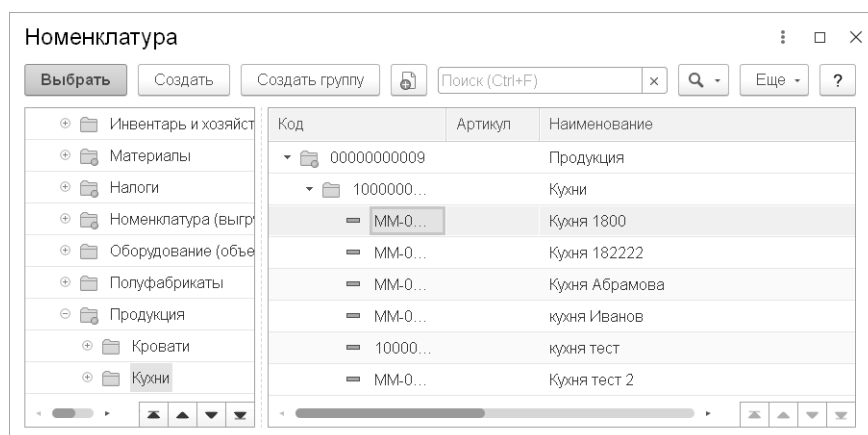 Номенклатура
Выбрать Создать Создать группу Поиск (Ctrl+F) × Еще ?
Инвентарь и хозяйст
Материалы
Налоги
Номенклатура (выгр
Оборудование (объе
Полуфабрикаты
Продукция
Кровати
Кухни
Код Артикул Наименование
00000000009 Продукция
1000000... Кухни
ММ-0... Кухня 1800
ММ-0... Кухня 182222
ММ-0... Кухня Абрамова
ММ-0... кухня Иванов
10000... кухня тест
ММ-0... Кухня тест 2